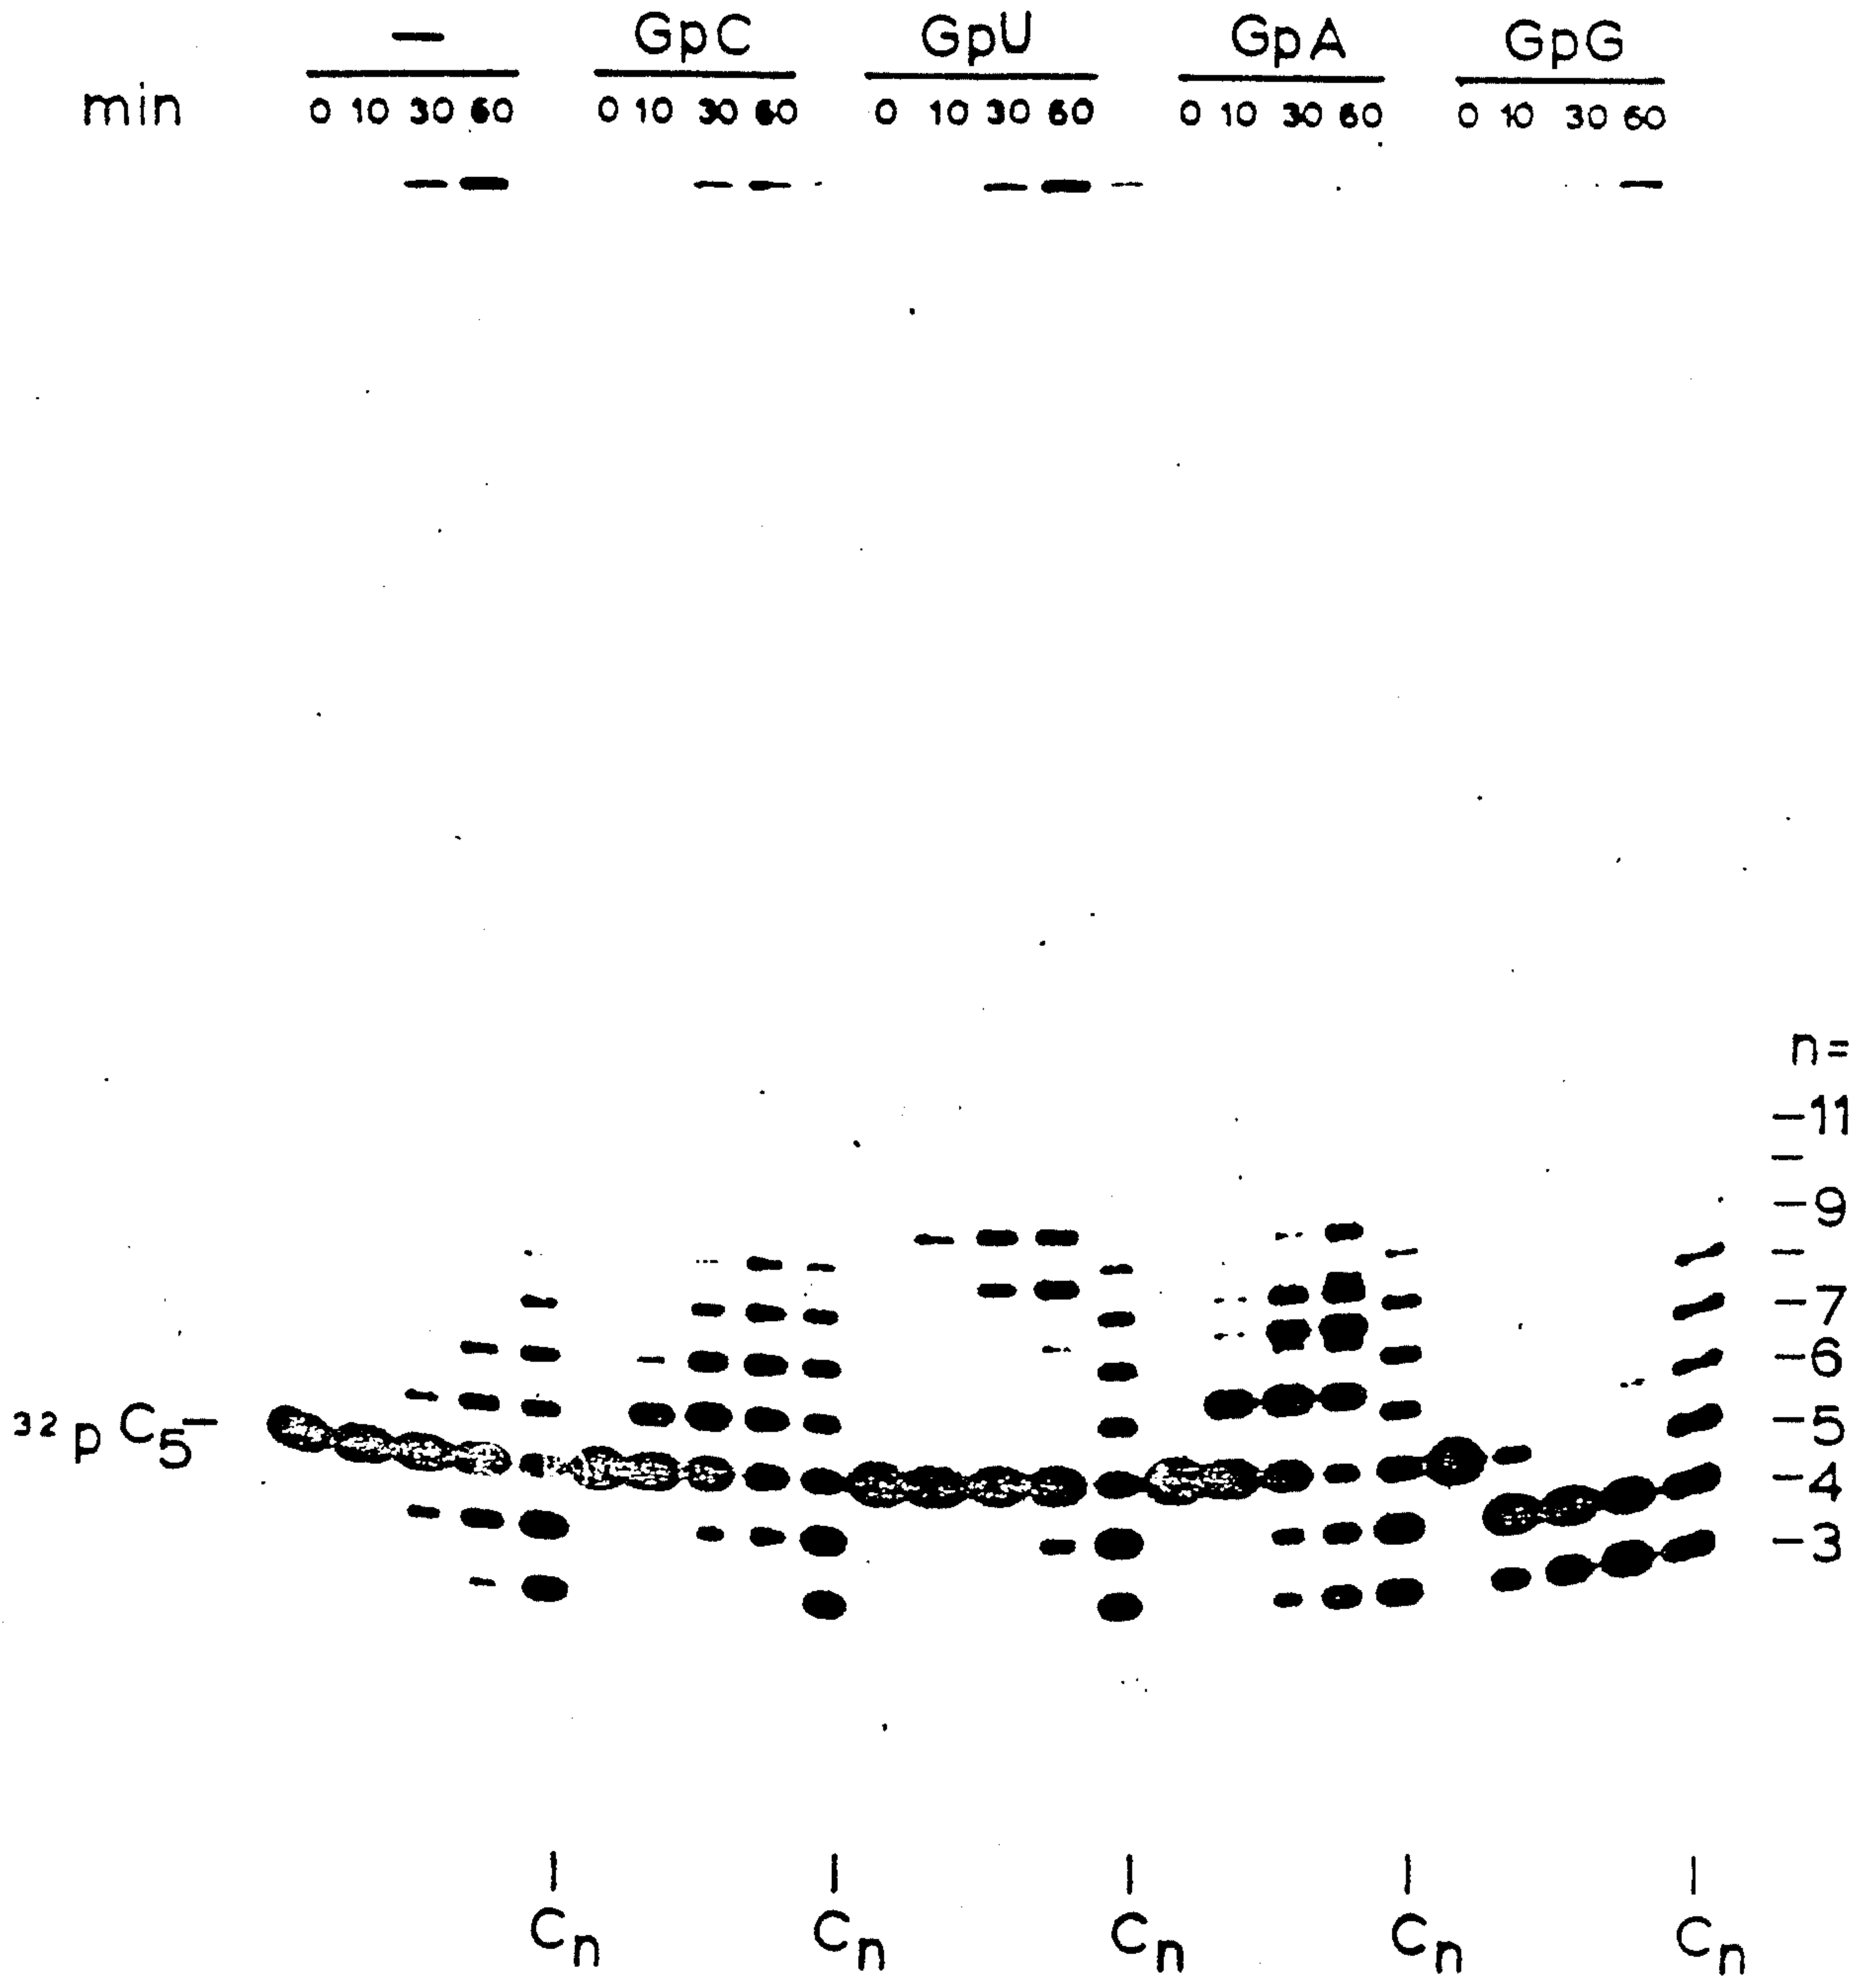 — GpC GpU GpA GpG
min 0 10 30 60 0 10 30 60 0 10 30 60 0 10 30 60 0 10 30 60
n=
–11
–
–9
–
–7
–6
³² p C₅–
–5
–4
–3
Cₙ Cₙ Cₙ Cₙ Cₙ